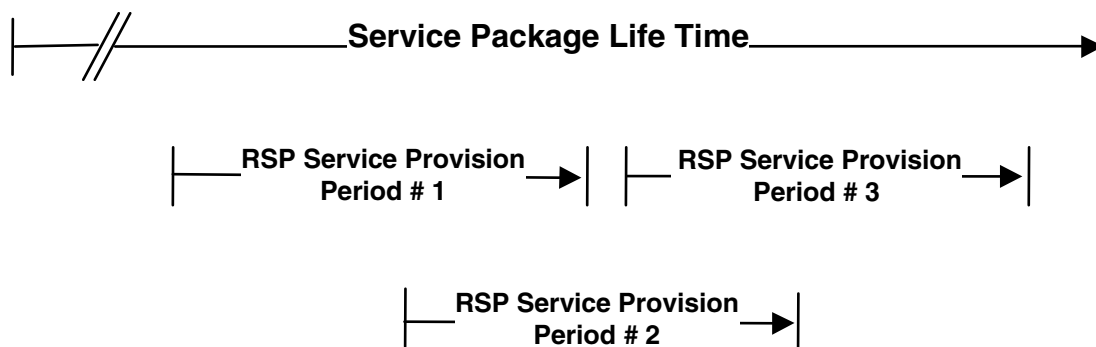 Service Package Life Time
RSP Service Provision
Period # 1
RSP Service Provision
Period # 3
RSP Service Provision
Period # 2